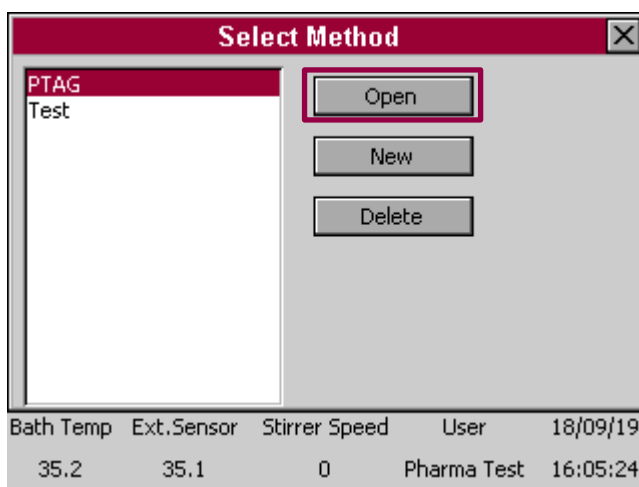 Select Method
PTAG
Test
Open
New
Delete
Bath Temp Ext.Sensor Stirrer Speed User 18/09/19
35.2 35.1 0 Pharma Test 16:05:24